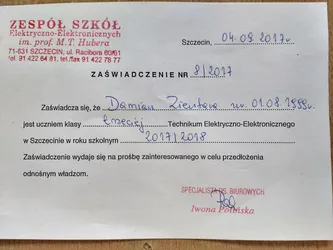 ZESPÓŁ SZKÓŁ
Elektryczno-Elektronicznych
im. prof. M.T. Hubera
71-631 SZCZECIN, ul. Racibora 60/61
tel. 91 422 64 81, tel./fax 91 422 78 77
Szczecin, 04.09.2017r.
ZAŚWIADCZENIE NR 8/2017
Zaświadcza się, że Damian Zientara ur. 01.08.1999r.
jest uczniem klasy trzeciej Technikum Elektryczno-Elektronicznego
w Szczecinie w roku szkolnym 2017/2018
Zaświadczenie wydaje się na prośbę zainteresowanego w celu przedłożenia
odnośnym władzom.
SPECJALISTA DS. BIUROWYCH
Iwona Polińska